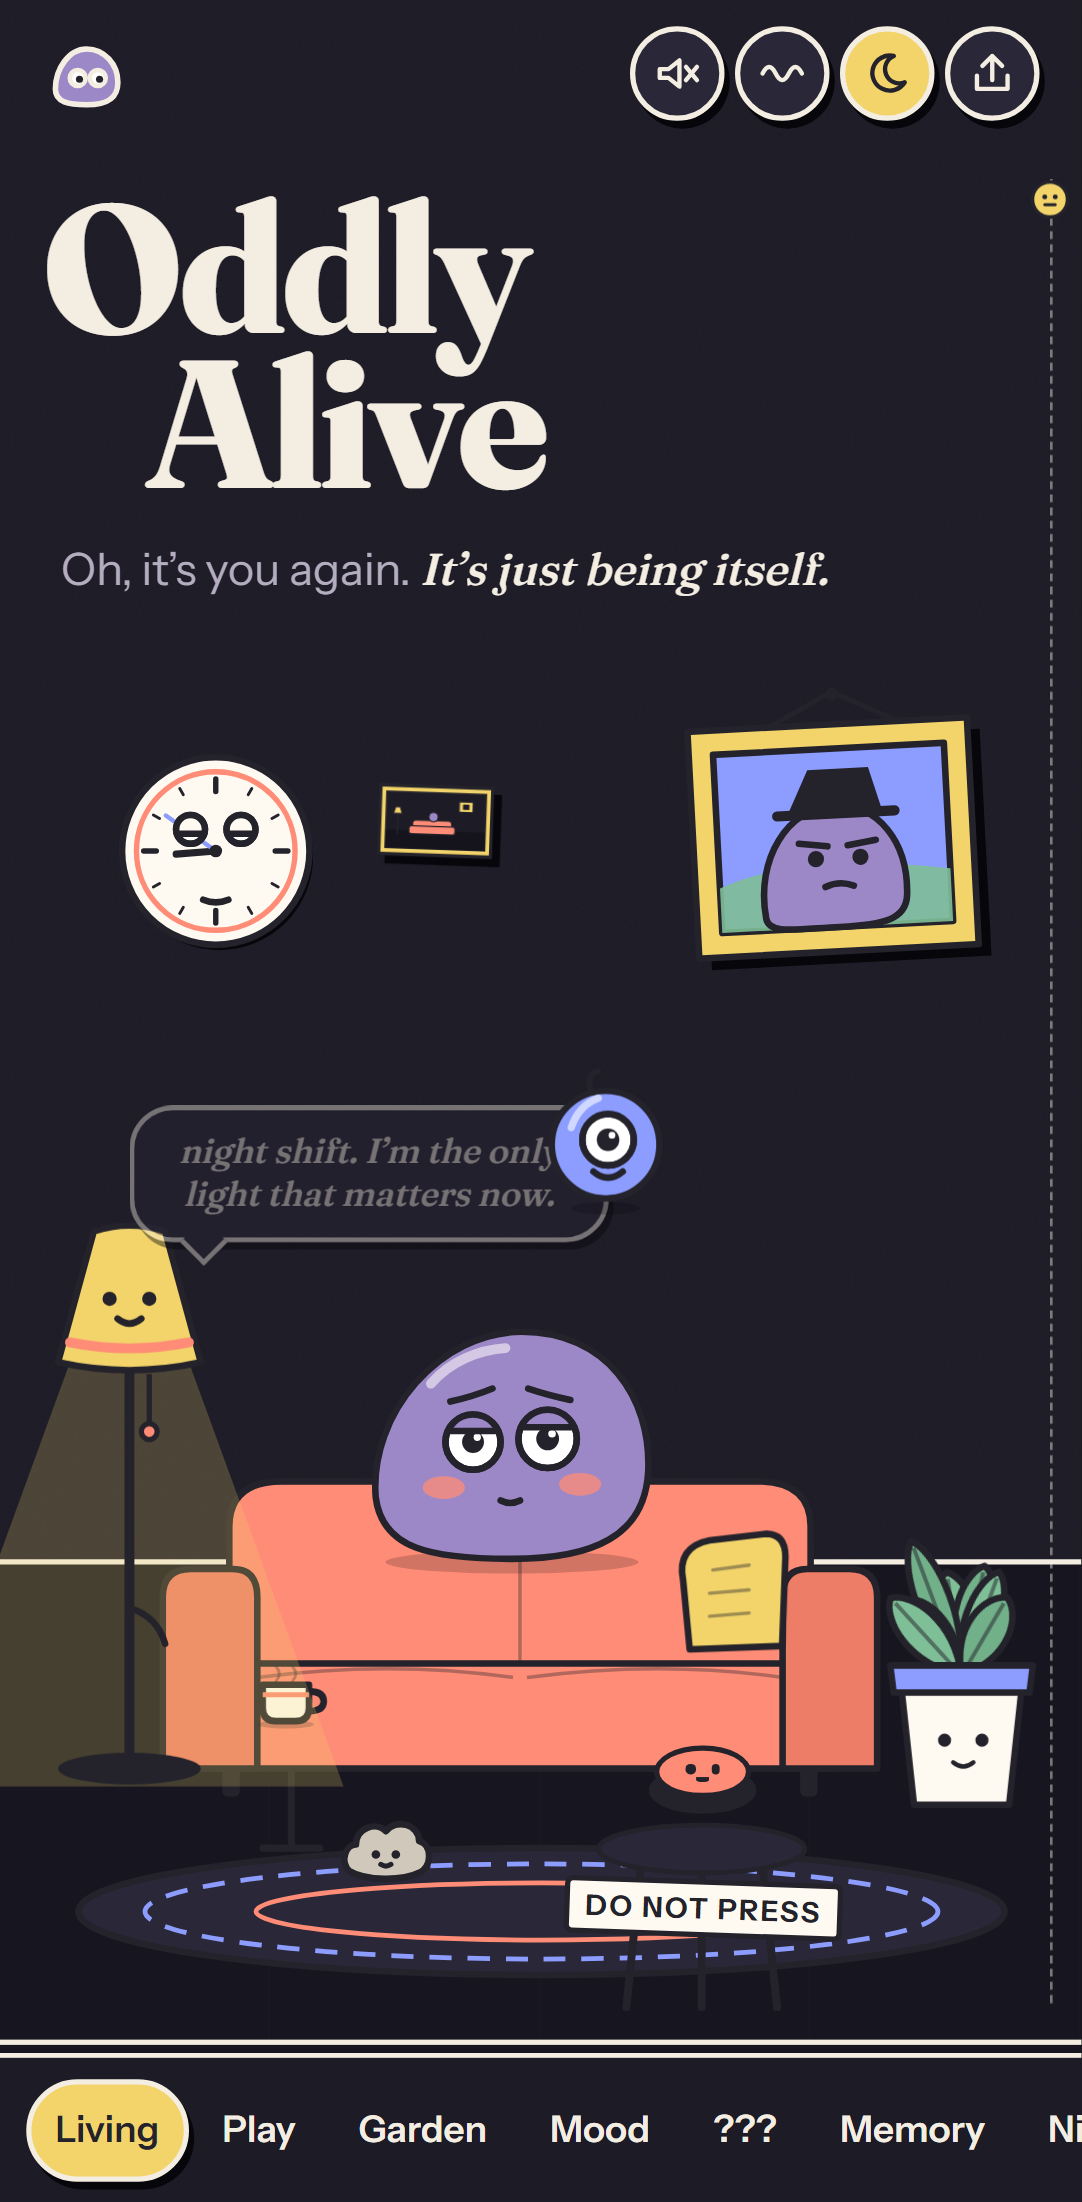 Oddly
Alive
Oh, it’s you again. It’s just being itself.
night shift. I’m the only
light that matters now.
DO NOT PRESS
Living Play Garden Mood ??? Memory Ni